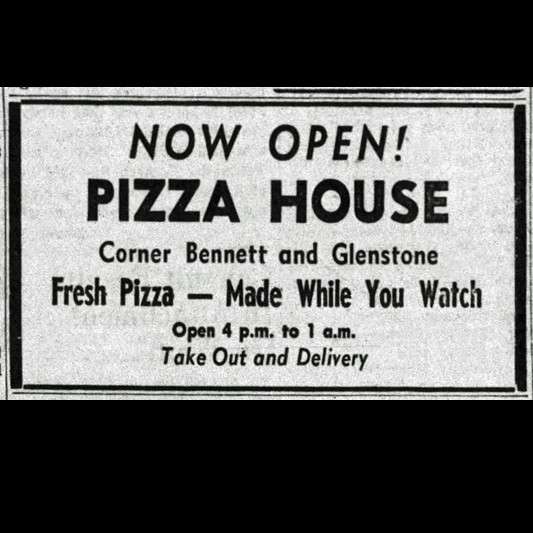 NOW OPEN!
PIZZA HOUSE
Corner Bennett and Glenstone
Fresh Pizza — Made While You Watch
Open 4 p.m. to 1 a.m.
Take Out and Delivery